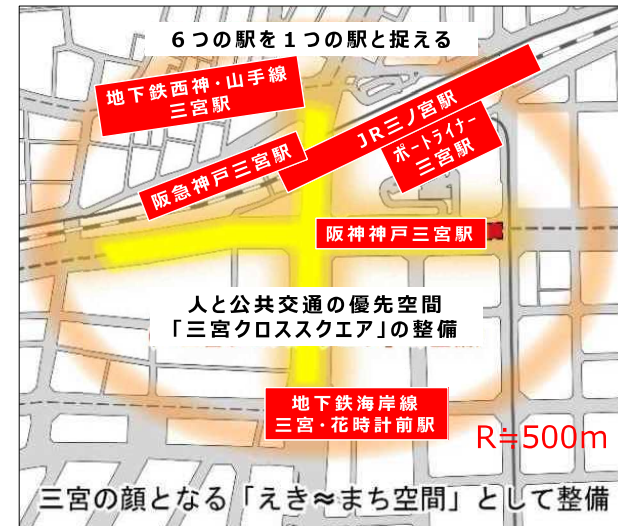 6つの駅を1つの駅と捉える
地下鉄西神・山手線
三宮駅
JR三ノ宮駅
ポートライナー
三宮駅
阪急神戸三宮駅
阪神神戸三宮駅
人と公共交通の優先空間
「三宮クロススクエア」の整備
地下鉄海岸線
三宮・花時計前駅
R≒500m
三宮の顔となる「えき≈まち空間」として整備